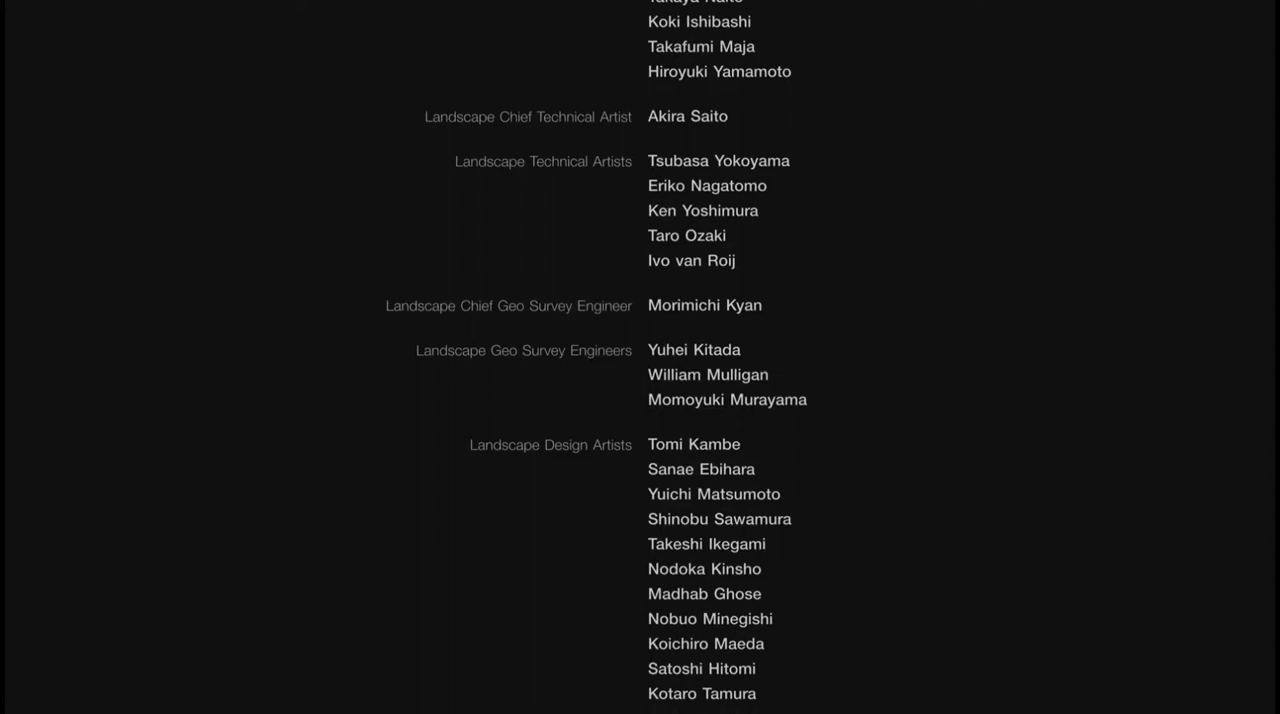 Koki Ishibashi
Takafumi Maja
Hiroyuki Yamamoto
Landscape Chief Technical Artist Akira Saito
Landscape Technical Artists Tsubasa Yokoyama
Eriko Nagatomo
Ken Yoshimura
Taro Ozaki
Ivo van Roij
Landscape Chief Geo Survey Engineer Morimichi Kyan
Landscape Geo Survey Engineers Yuhei Kitada
William Mulligan
Momoyuki Murayama
Landscape Design Artists Tomi Kambe
Sanae Ebihara
Yuichi Matsumoto
Shinobu Sawamura
Takeshi Ikegami
Nodoka Kinsho
Madhab Ghose
Nobuo Minegishi
Koichiro Maeda
Satoshi Hitomi
Kotaro Tamura